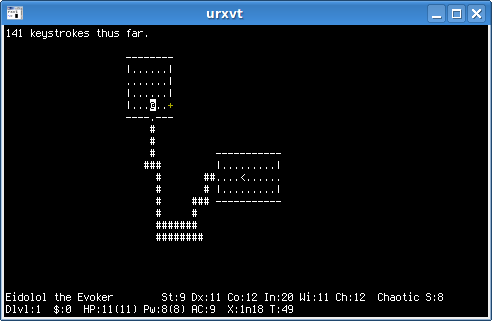 urxvt
141 keystrokes thus far.
                    --------
                    |......|
                    .......|
                    |......|
                    |...@..+
                    ----.---
                        #
                        #
                        #          -----------
                       ###         |.........|
                         #       ##....<......
                         #       # |.........|
                         #     ### -----------
                         #     #
                         #######
                         ########
Eidolol the Evoker        St:9 Dx:11 Co:12 In:20 Wi:11 Ch:12  Chaotic S:8
Dlvl:1  $:0  HP:11(11) Pw:8(8) AC:9  X:1n18 T:49